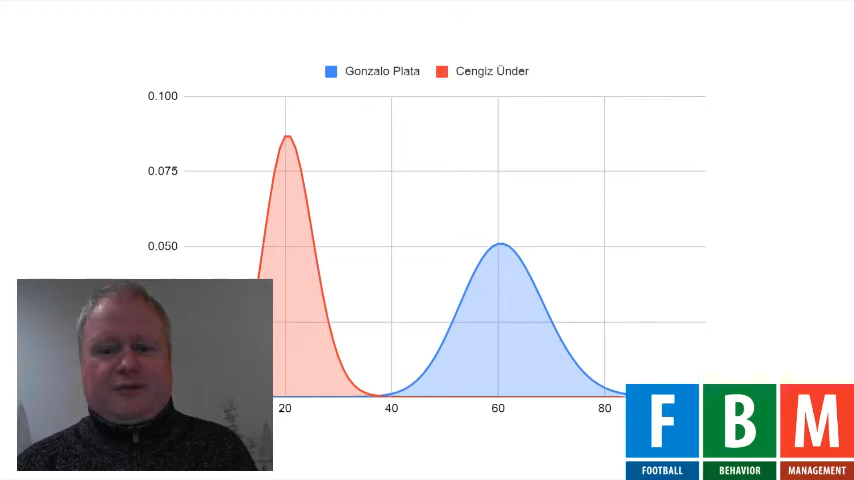 Gonzalo Plata Cengiz Ünder
0.100
0.075
0.050
20 40 60 80
F B M
FOOTBALL BEHAVIOR MANAGEMENT